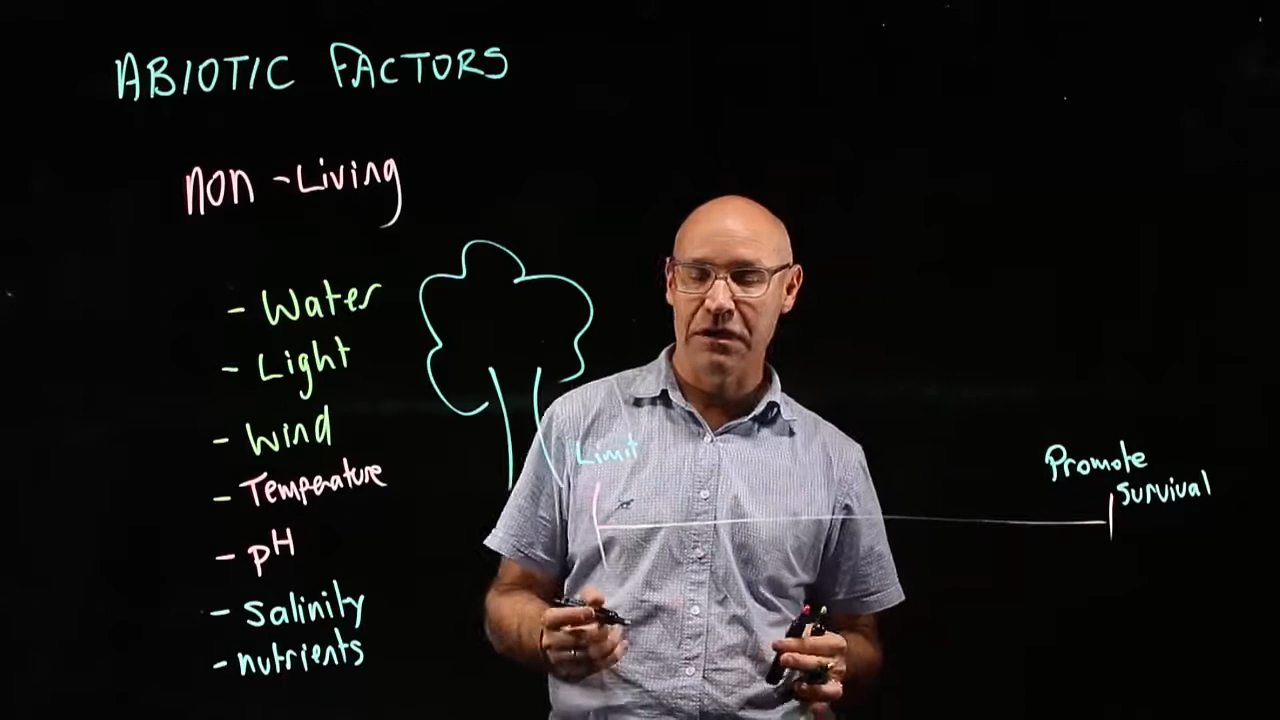 ABIOTIC FACTORS
non - Living
- Water
- Light
- Wind
- Temperature
- pH
- Salinity
- nutrients
Limit
Promote
Survival